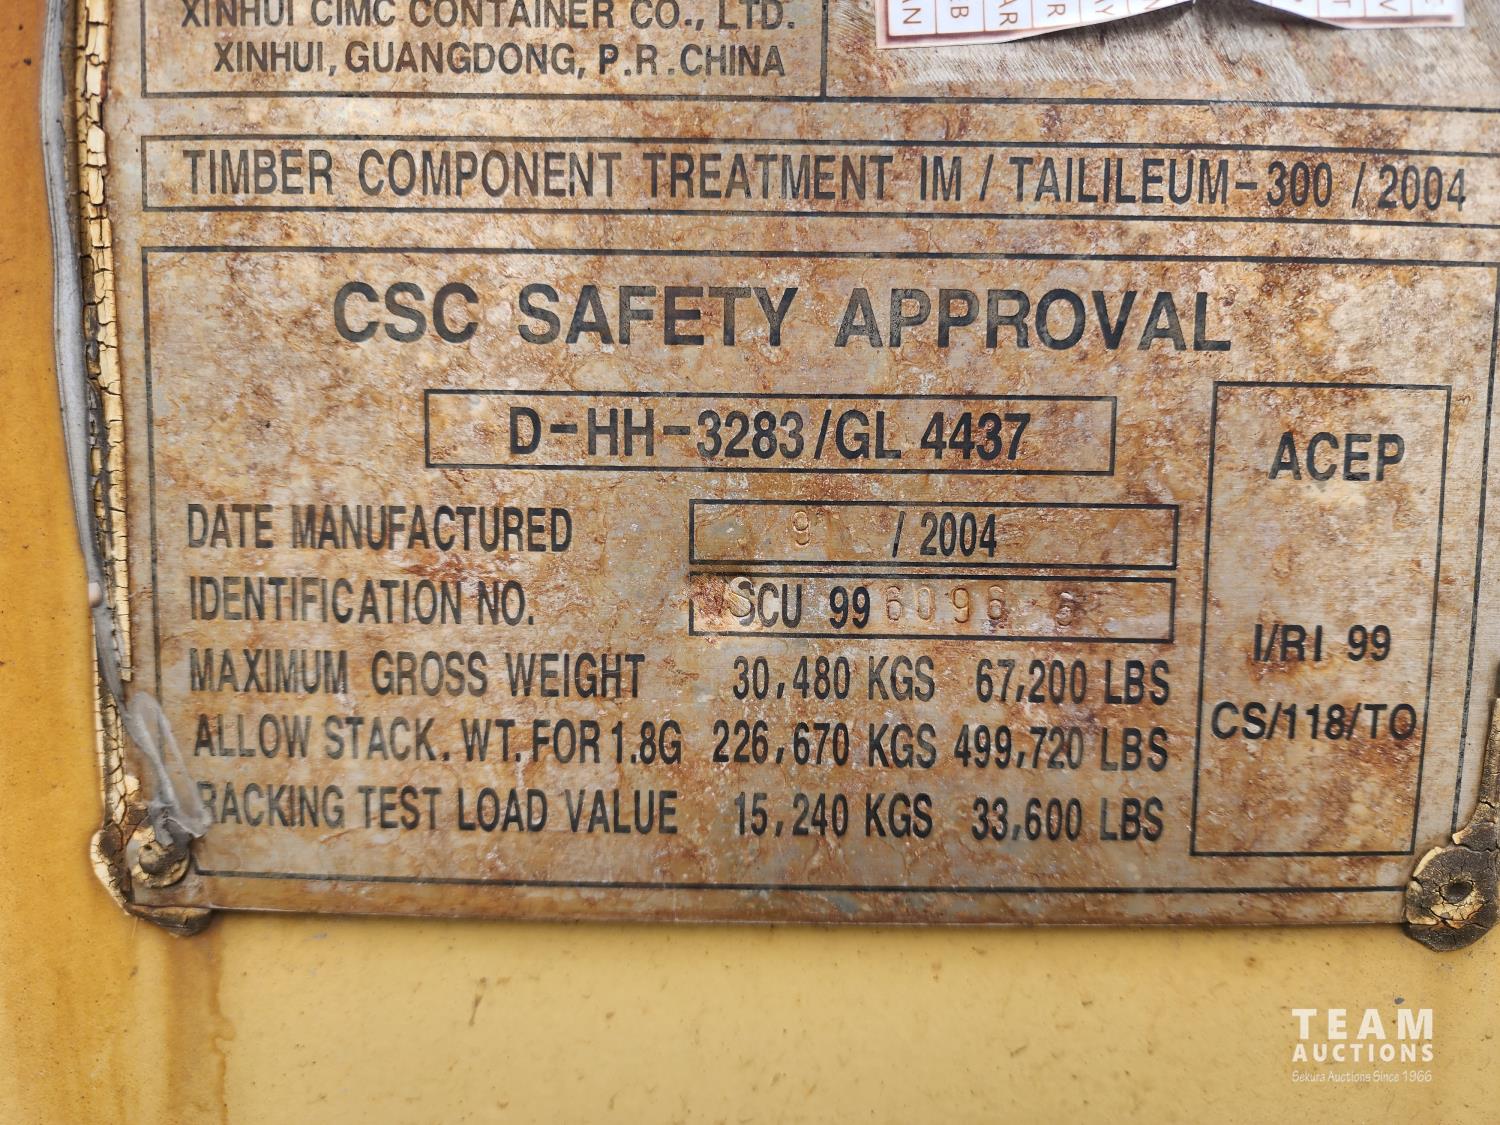 XINHUI CIMC CONTAINER CO., LTD.
XINHUI, GUANGDONG, P.R.CHINA
TIMBER COMPONENT TREATMENT IM / TAILILEUM-300 / 2004
CSC SAFETY APPROVAL
D-HH-3283/GL 4437
ACEP
DATE MANUFACTURED 9 / 2004
IDENTIFICATION NO. SCU 996096 6
I/RI 99
MAXIMUM GROSS WEIGHT 30,480 KGS 67,200 LBS
CS/118/TO
ALLOW STACK. WT. FOR 1.8G 226,670 KGS 499,720 LBS
RACKING TEST LOAD VALUE 15,240 KGS 33,600 LBS
TEAM
AUCTIONS
Sekura Auctions Since 1966